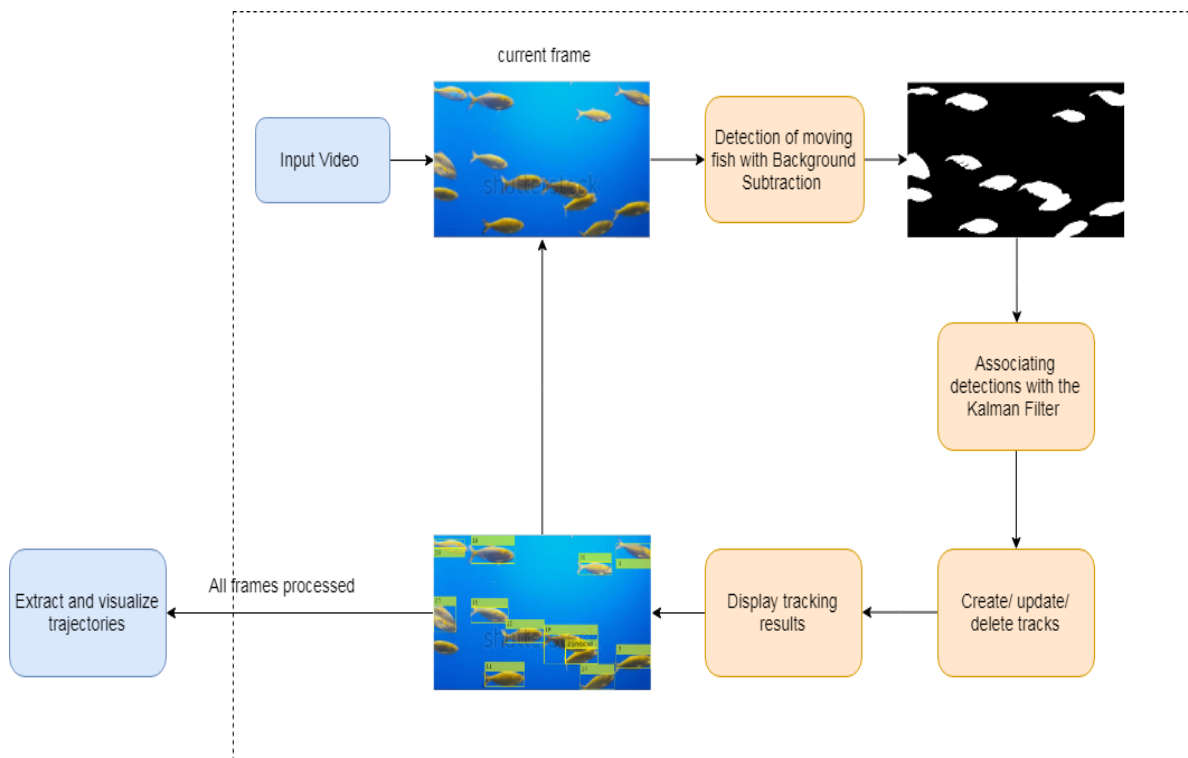 current frame
Input Video
shutterstock
Detection of moving
fish with Background
Subtraction
Associating
detections with the
Kalman Filter
Extract and visualize
trajectories
All frames processed
Display tracking
results
Create/ update/
delete tracks